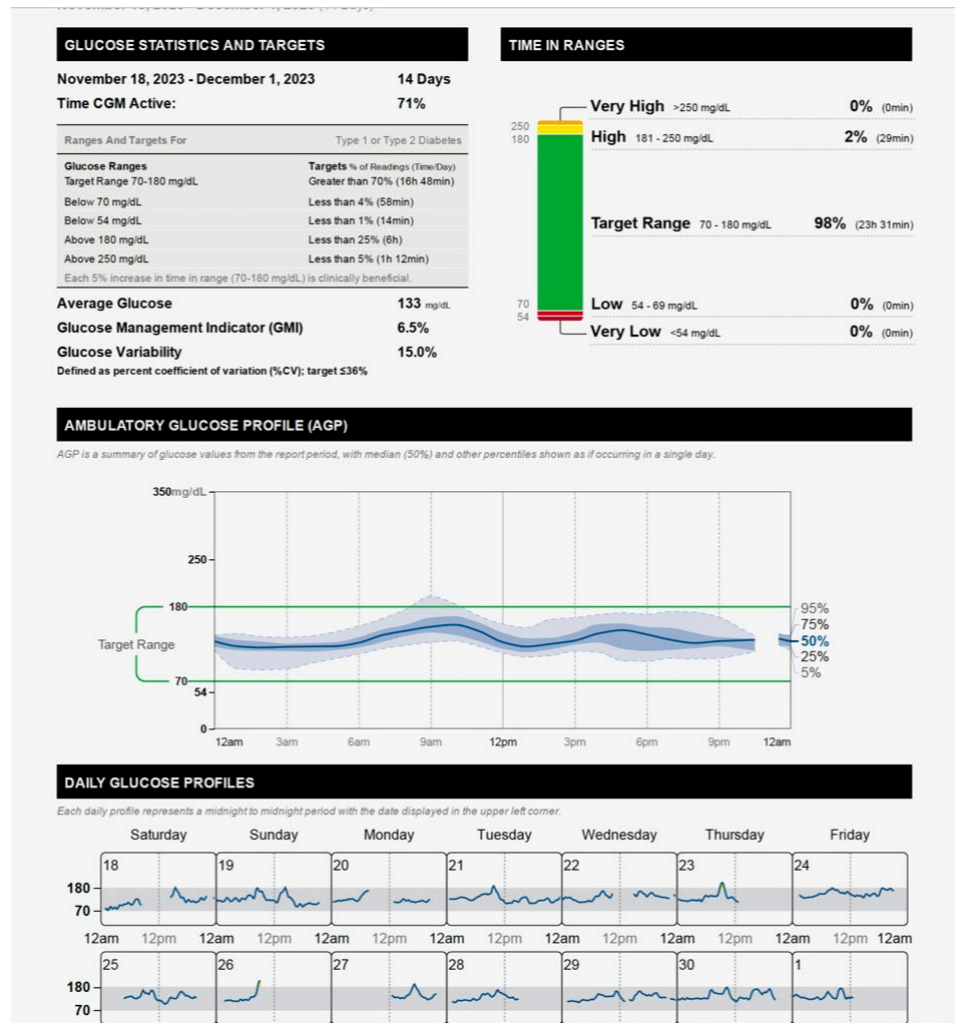 GLUCOSE STATISTICS AND TARGETS
November 18, 2023 - December 1, 2023 14 Days
Time CGM Active: 71%
Ranges And Targets For Type 1 or Type 2 Diabetes
Glucose Ranges Targets % of Readings (Time/Day)
Target Range 70-180 mg/dL Greater than 70% (16h 48min)
Below 70 mg/dL Less than 4% (58min)
Below 54 mg/dL Less than 1% (14min)
Above 180 mg/dL Less than 25% (6h)
Above 250 mg/dL Less than 5% (1h 12min)
Each 5% increase in time in range (70-180 mg/dL) is clinically beneficial.
Average Glucose 133 mg/dL
Glucose Management Indicator (GMI) 6.5%
Glucose Variability 15.0%
Defined as percent coefficient of variation (%CV); target ≤36%
TIME IN RANGES
Very High >250 mg/dL 0% (0min)
250
180
High 181 - 250 mg/dL 2% (29min)
Target Range 70 - 180 mg/dL 98% (23h 31min)
70
54
Low 54 - 69 mg/dL 0% (0min)
Very Low <54 mg/dL 0% (0min)
AMBULATORY GLUCOSE PROFILE (AGP)
AGP is a summary of glucose values from the report period, with median (50%) and other percentiles shown as if occurring in a single day.
350mg/dL
250
180
Target Range
70
54
0
95%
75%
50%
25%
5%
12am 3am 6am 9am 12pm 3pm 6pm 9pm 12am
DAILY GLUCOSE PROFILES
Each daily profile represents a midnight to midnight period with the date displayed in the upper left corner.
Saturday Sunday Monday Tuesday Wednesday Thursday Friday
18 19 20 21 22 23 24
180
70
12am 12pm 12am 12pm 12am 12pm 12am 12pm 12am 12pm 12am 12pm 12am 12pm 12am
25 26 27 28 29 30 1
180
70